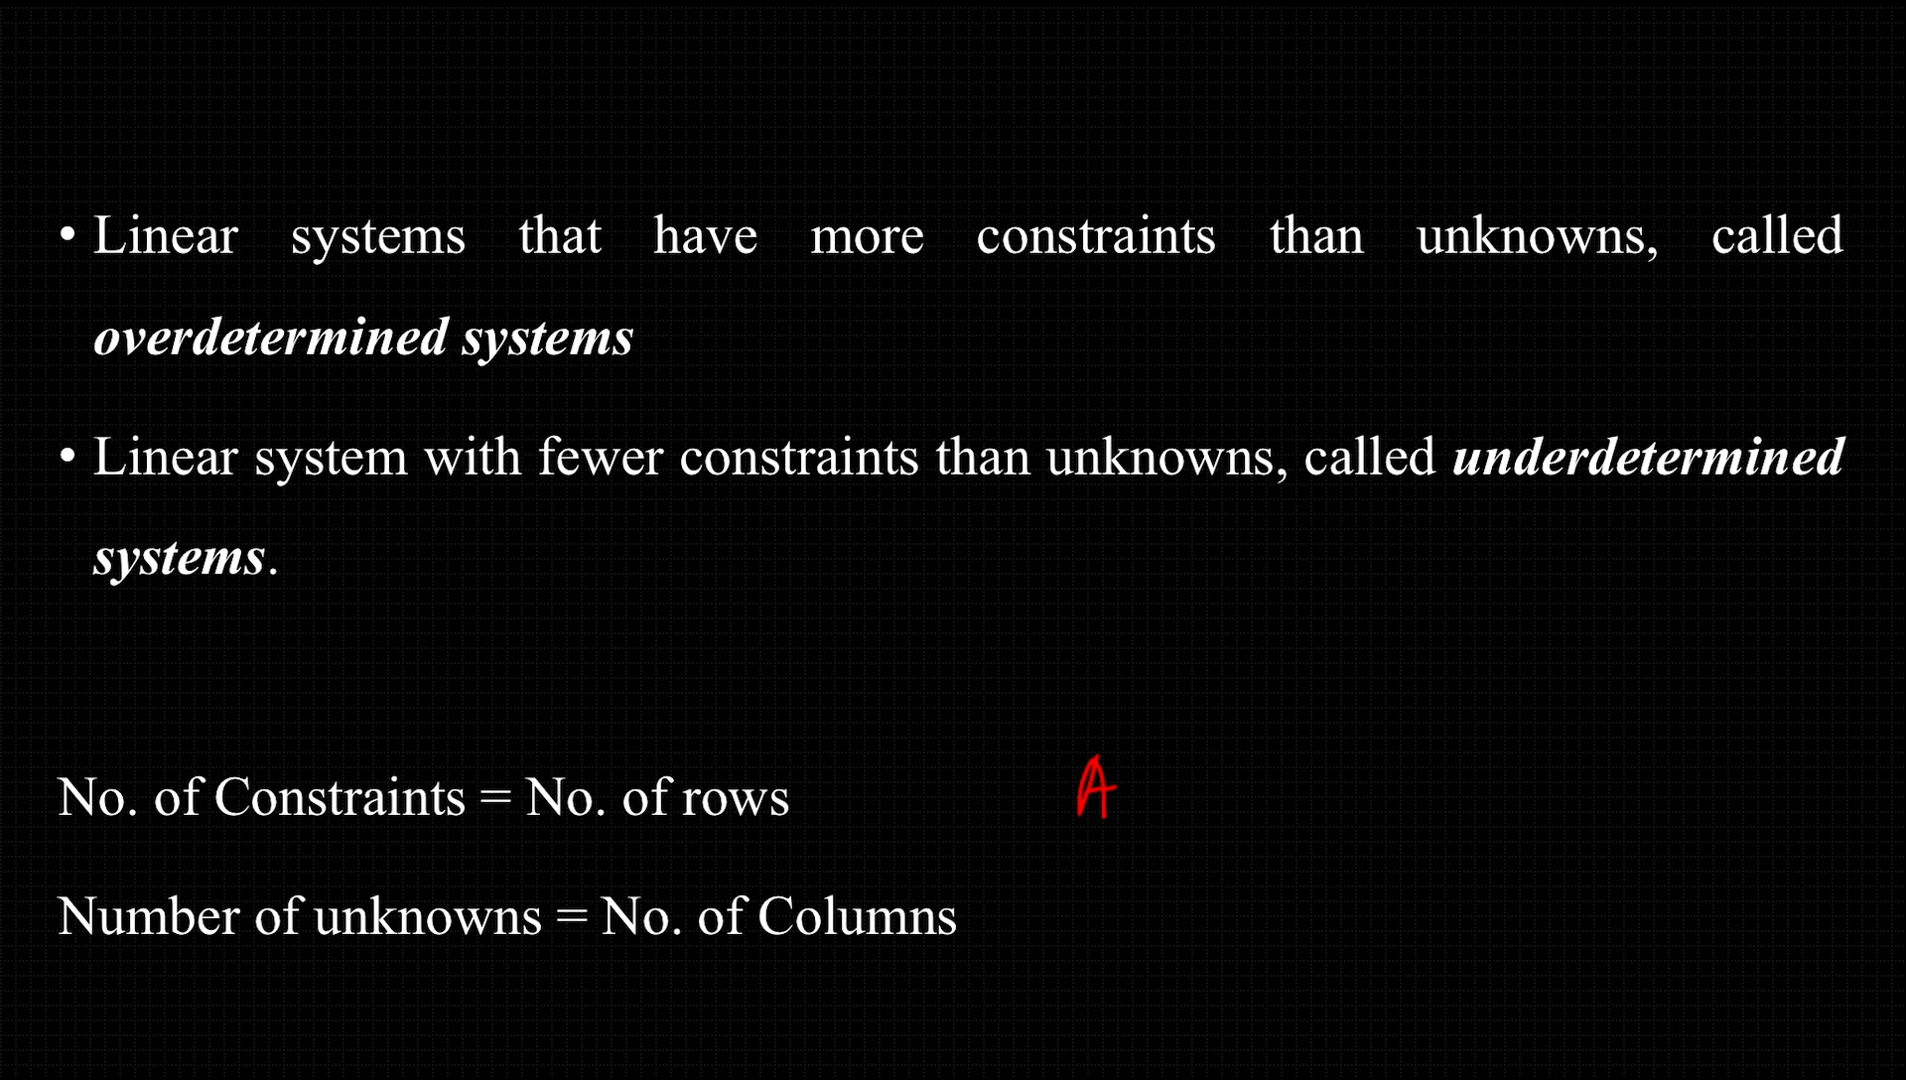 • Linear systems that have more constraints than unknowns, called
overdetermined systems
• Linear system with fewer constraints than unknowns, called underdetermined
systems.
No. of Constraints = No. of rows
A
Number of unknowns = No. of Columns